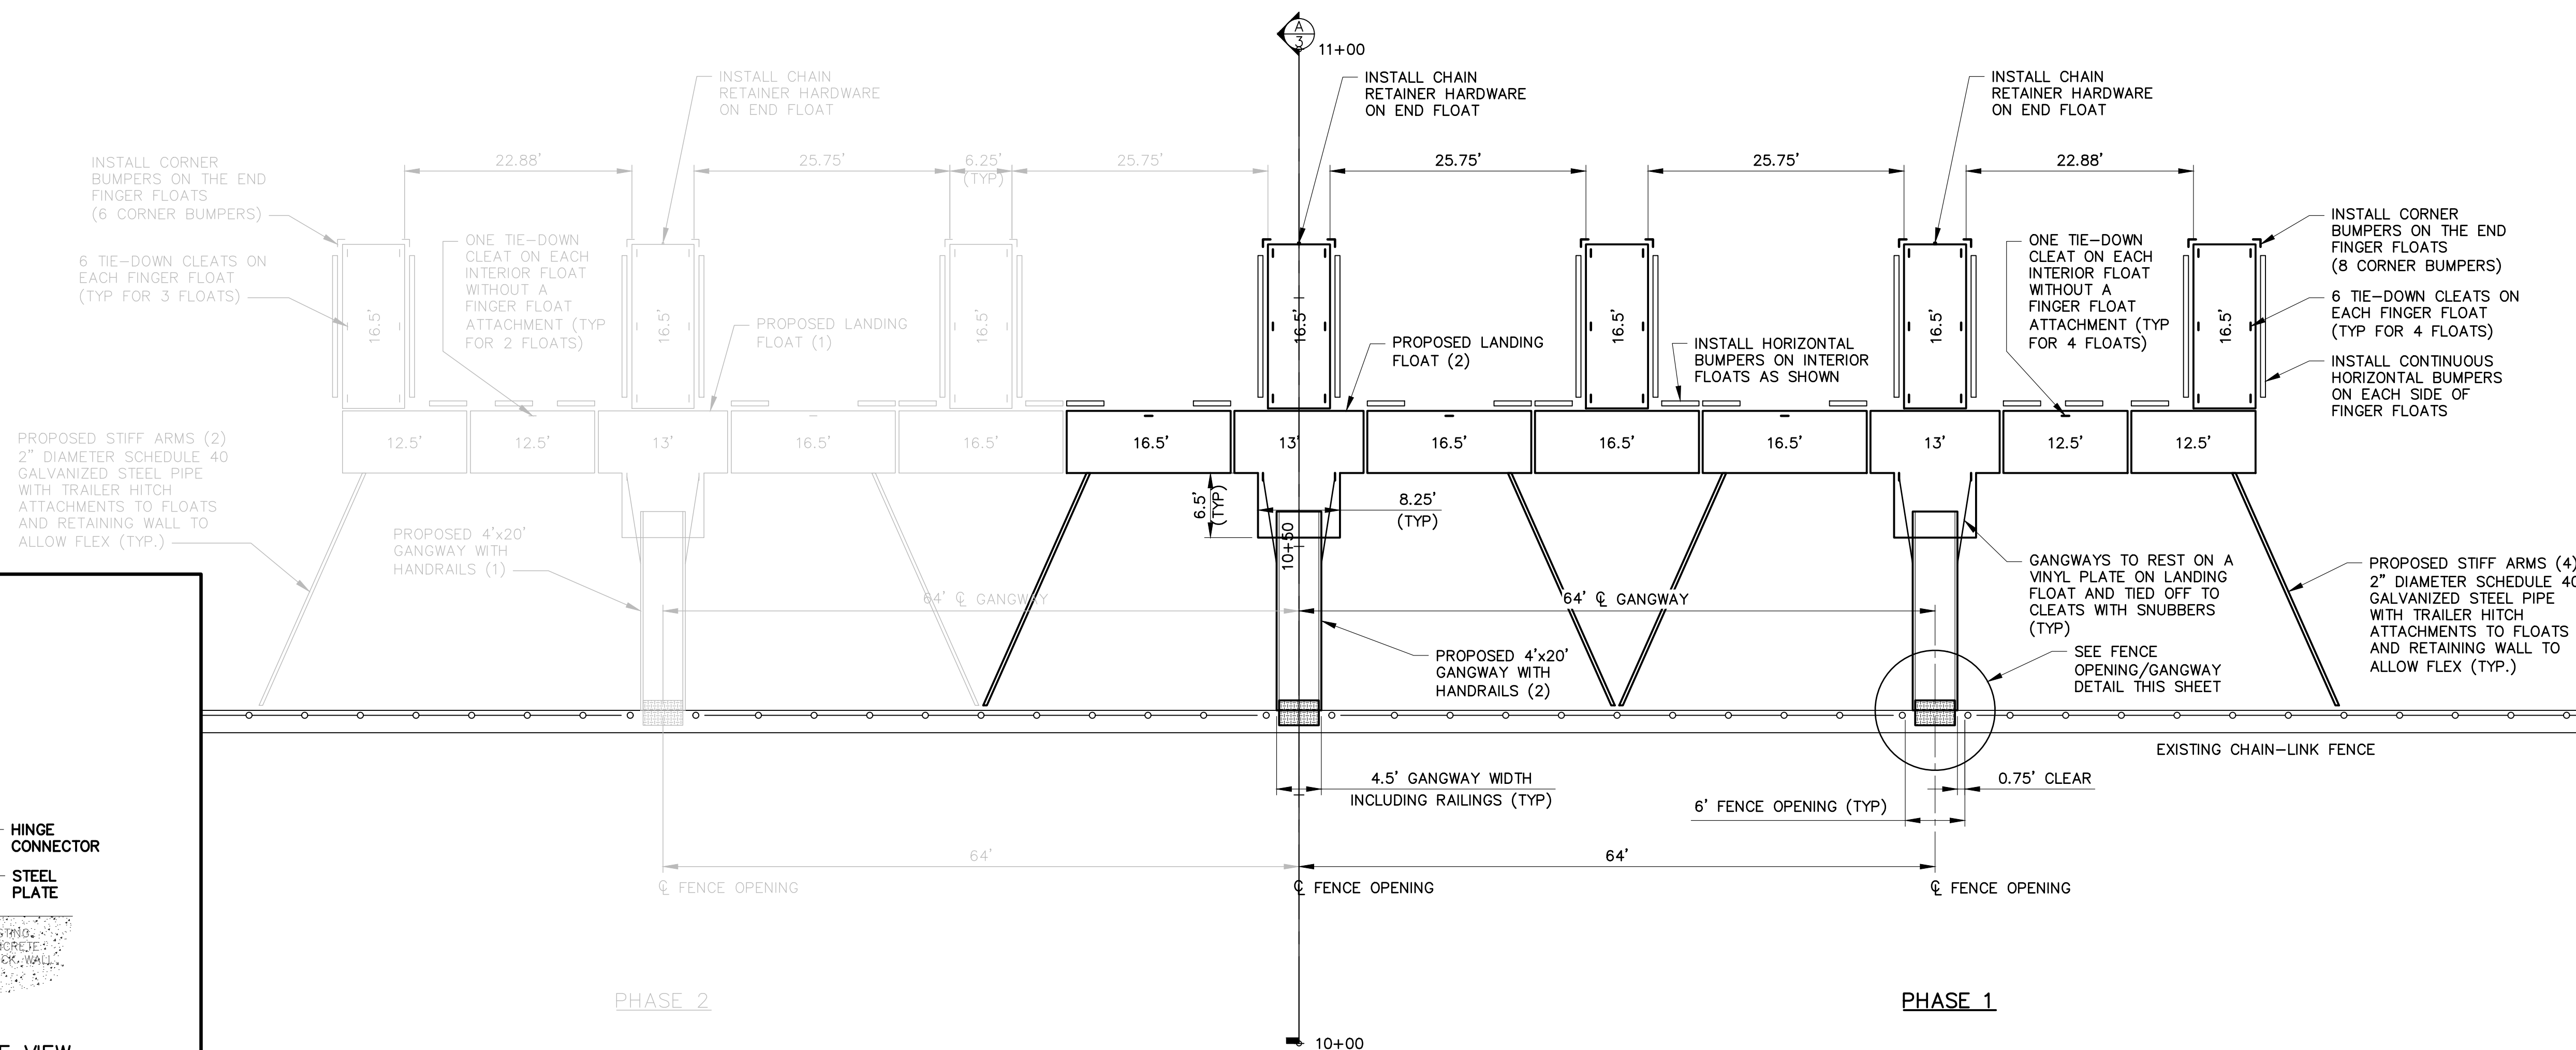 A
3
11+00
INSTALL CHAIN
RETAINER HARDWARE
ON END FLOAT
INSTALL CHAIN
RETAINER HARDWARE
ON END FLOAT
INSTALL CHAIN
RETAINER HARDWARE
ON END FLOAT
INSTALL CORNER
BUMPERS ON THE END
FINGER FLOATS
(6 CORNER BUMPERS)
22.88'
25.75'
6.25'
(TYP)
25.75'
25.75'
25.75'
22.88'
INSTALL CORNER
BUMPERS ON THE END
FINGER FLOATS
(8 CORNER BUMPERS)
6 TIE-DOWN CLEATS ON
EACH FINGER FLOAT
(TYP FOR 3 FLOATS)
ONE TIE-DOWN
CLEAT ON EACH
INTERIOR FLOAT
WITHOUT A
FINGER FLOAT
ATTACHMENT (TYP
FOR 2 FLOATS)
PROPOSED LANDING
FLOAT (1)
PROPOSED LANDING
FLOAT (2)
INSTALL HORIZONTAL
BUMPERS ON INTERIOR
FLOATS AS SHOWN
ONE TIE-DOWN
CLEAT ON EACH
INTERIOR FLOAT
WITHOUT A
FINGER FLOAT
ATTACHMENT (TYP
FOR 4 FLOATS)
6 TIE-DOWN CLEATS ON
EACH FINGER FLOAT
(TYP FOR 4 FLOATS)
INSTALL CONTINUOUS
HORIZONTAL BUMPERS
ON EACH SIDE OF
FINGER FLOATS
16.5'
16.5'
16.5'
16.5'
16.5'
16.5'
16.5'
12.5'
12.5'
13'
16.5'
16.5'
16.5'
13'
16.5'
16.5'
16.5'
13'
12.5'
12.5'
PROPOSED STIFF ARMS (2)
2" DIAMETER SCHEDULE 40
GALVANIZED STEEL PIPE
WITH TRAILER HITCH
ATTACHMENTS TO FLOATS
AND RETAINING WALL TO
ALLOW FLEX (TYP.)
PROPOSED 4'x20'
GANGWAY WITH
HANDRAILS (1)
6.5'
(TYP)
8.25'
(TYP)
10+50
GANGWAYS TO REST ON A
VINYL PLATE ON LANDING
FLOAT AND TIED OFF TO
CLEATS WITH SNUBBERS
(TYP)
PROPOSED STIFF ARMS (4)
2" DIAMETER SCHEDULE 40
GALVANIZED STEEL PIPE
WITH TRAILER HITCH
ATTACHMENTS TO FLOATS
AND RETAINING WALL TO
ALLOW FLEX (TYP.)
64' ℄ GANGWAY
64' ℄ GANGWAY
PROPOSED 4'x20'
GANGWAY WITH
HANDRAILS (2)
SEE FENCE
OPENING/GANGWAY
DETAIL THIS SHEET
EXISTING CHAIN-LINK FENCE
4.5' GANGWAY WIDTH
INCLUDING RAILINGS (TYP)
0.75' CLEAR
6' FENCE OPENING (TYP)
64'
64'
℄ FENCE OPENING
℄ FENCE OPENING
℄ FENCE OPENING
HINGE
CONNECTOR
STEEL
PLATE
WALL
PHASE 2
PHASE 1
VIEW
10+00